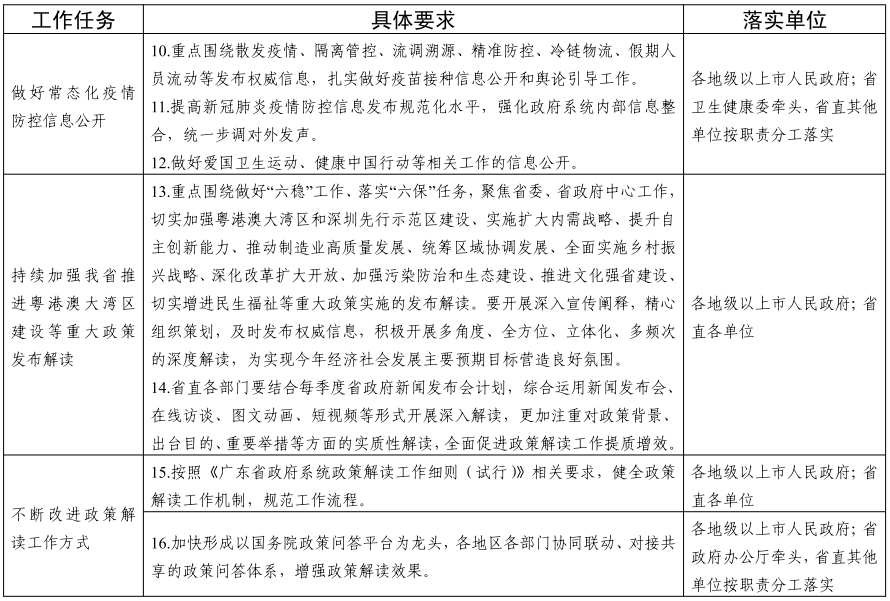 工作任务
具体要求
落实单位
做好常态化疫情
防控信息公开
10.重点围绕散发疫情、隔离管控、流调溯源、精准防控、冷链物流、假期人
员流动等发布权威信息，扎实做好疫苗接种信息公开和舆论引导工作。
11.提高新冠肺炎疫情防控信息发布规范化水平，强化政府系统内部信息整
合，统一步调对外发声。
12.做好爱国卫生运动、健康中国行动等相关工作的信息公开。
各地级以上市人民政府；省
卫生健康委牵头，省直其他
单位按职责分工落实
持续加强我省推
进粤港澳大湾区
建设等重大政策
发布解读
13.重点围绕做好“六稳”工作、落实“六保”任务，聚焦省委、省政府中心工作，
切实加强粤港澳大湾区和深圳先行示范区建设、实施扩大内需战略、提升自
主创新能力、推动制造业高质量发展、统筹区域协调发展、全面实施乡村振
兴战略、深化改革扩大开放、加强污染防治和生态建设、推进文化强省建设、
切实增进民生福祉等重大政策实施的发布解读。要开展深入宣传阐释，精心
组织策划，及时发布权威信息，积极开展多角度、全方位、立体化、多频次
的深度解读，为实现今年经济社会发展主要预期目标营造良好氛围。
14.省直各部门要结合每季度省政府新闻发布会计划，综合运用新闻发布会、
在线访谈、图文动画、短视频等形式开展深入解读，更加注重对政策背景、
出台目的、重要举措等方面的实质性解读，全面促进政策解读工作提质增效。
各地级以上市人民政府；省
直各单位
不断改进政策解
读工作方式
15.按照《广东省政府系统政策解读工作细则（试行）》相关要求，健全政策
解读工作机制，规范工作流程。
各地级以上市人民政府；省
直各单位
16.加快形成以国务院政策问答平台为龙头，各地区各部门协同联动、对接共
享的政策问答体系，增强政策解读效果。
各地级以上市人民政府；省
政府办公厅牵头，省直其他
单位按职责分工落实